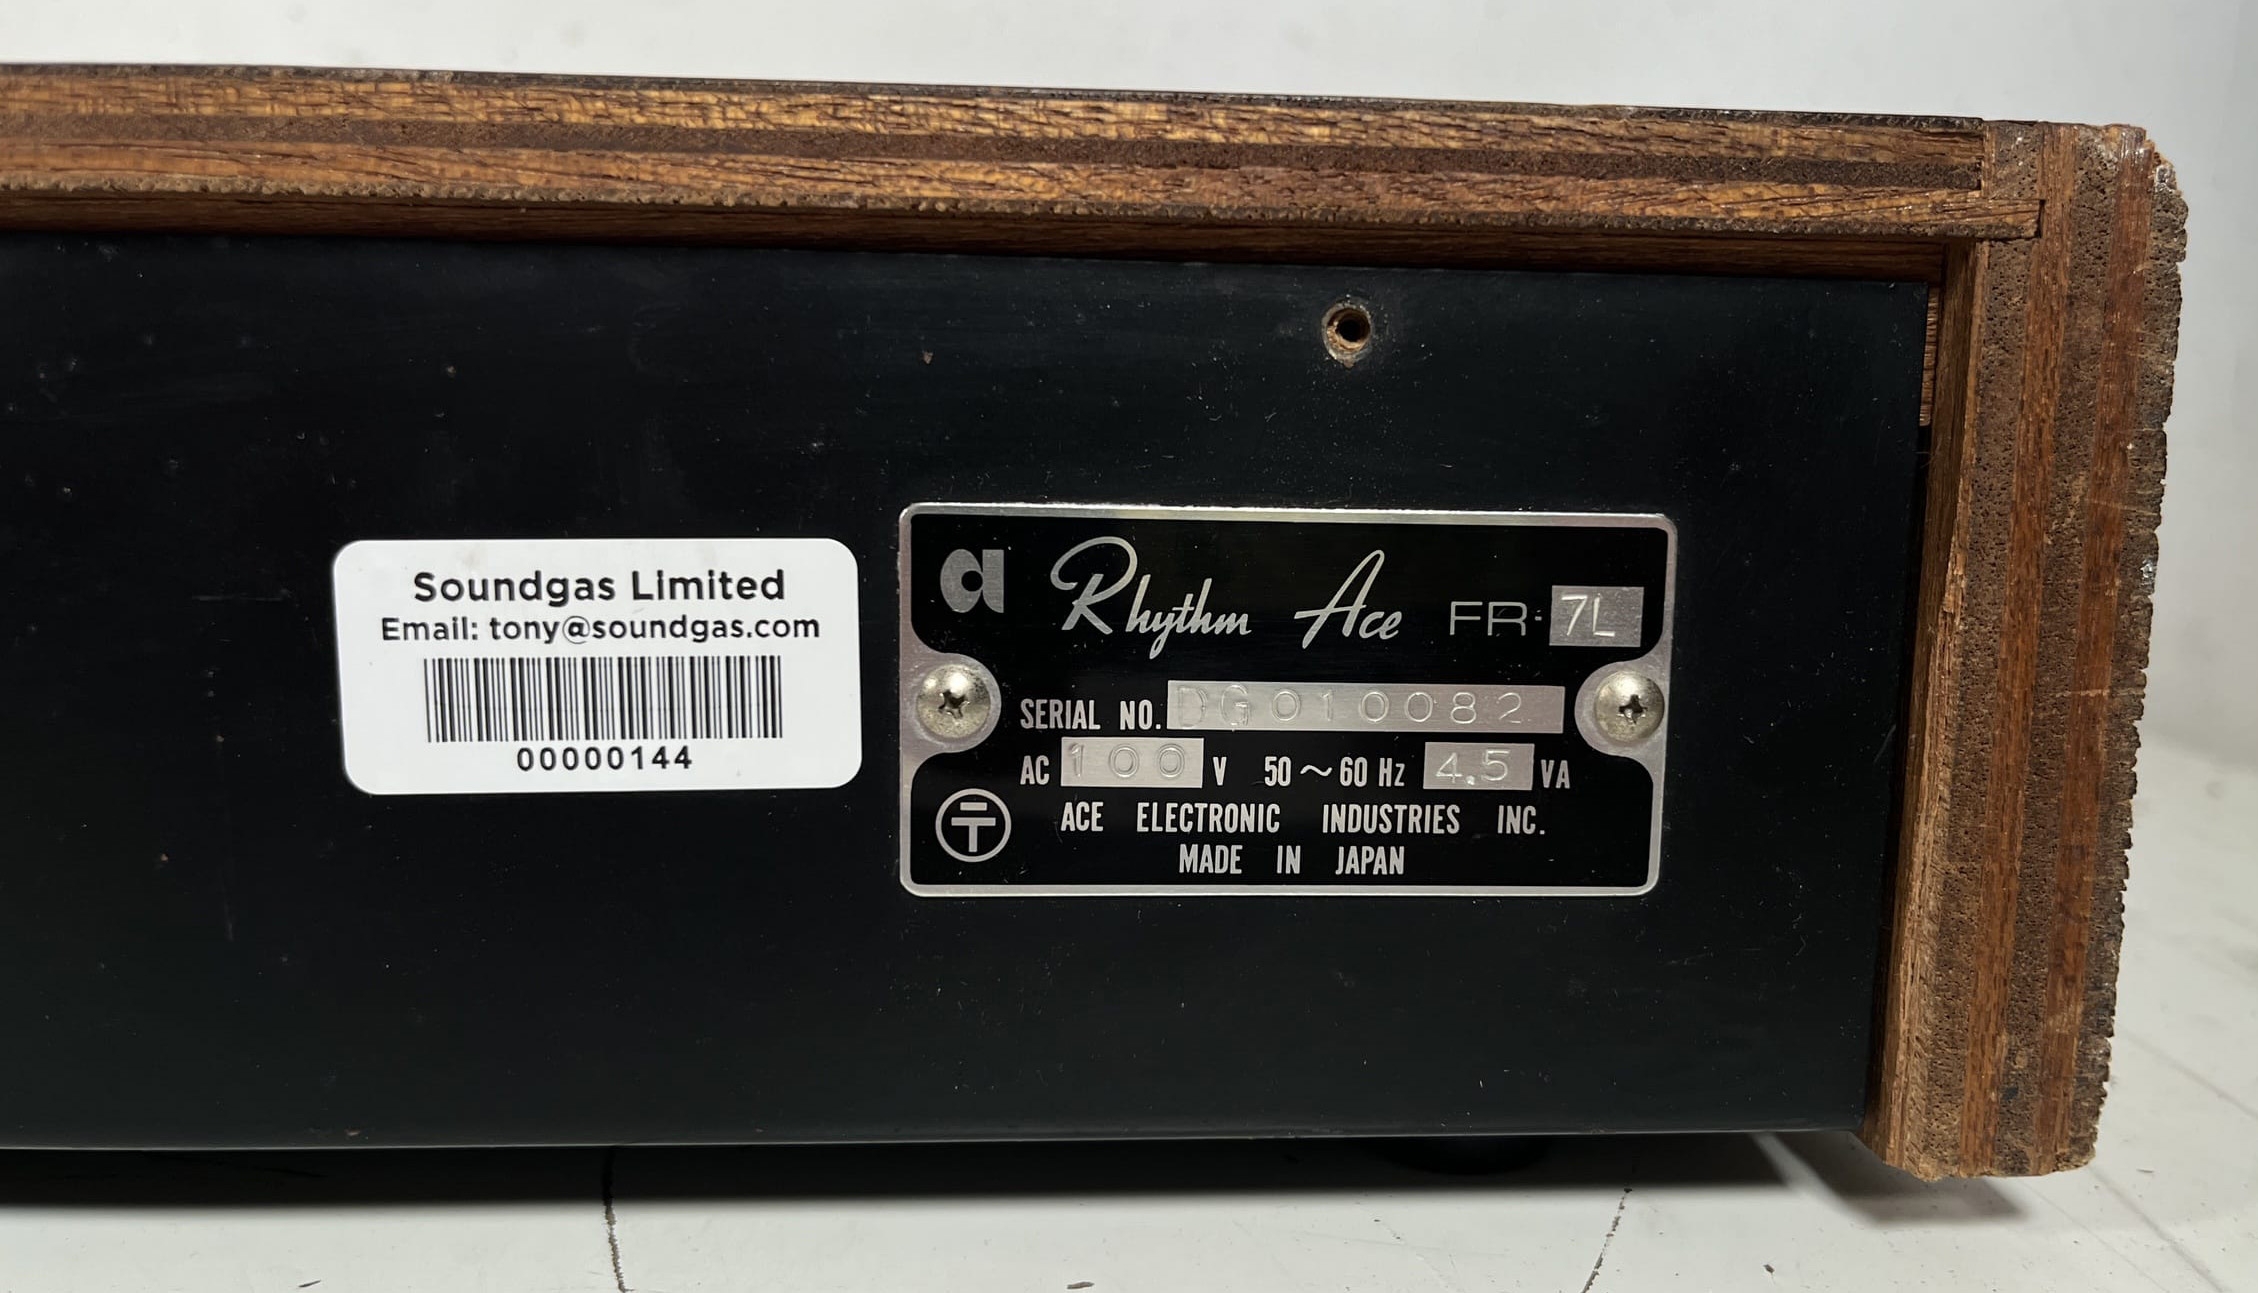 Soundgas Limited
Email: tony@soundgas.com
00000144
a Rhythm Ace FR-7L
SERIAL NO. DG010082
AC 100 V 50~60 Hz 4.5 VA
ACE ELECTRONIC INDUSTRIES INC.
MADE IN JAPAN